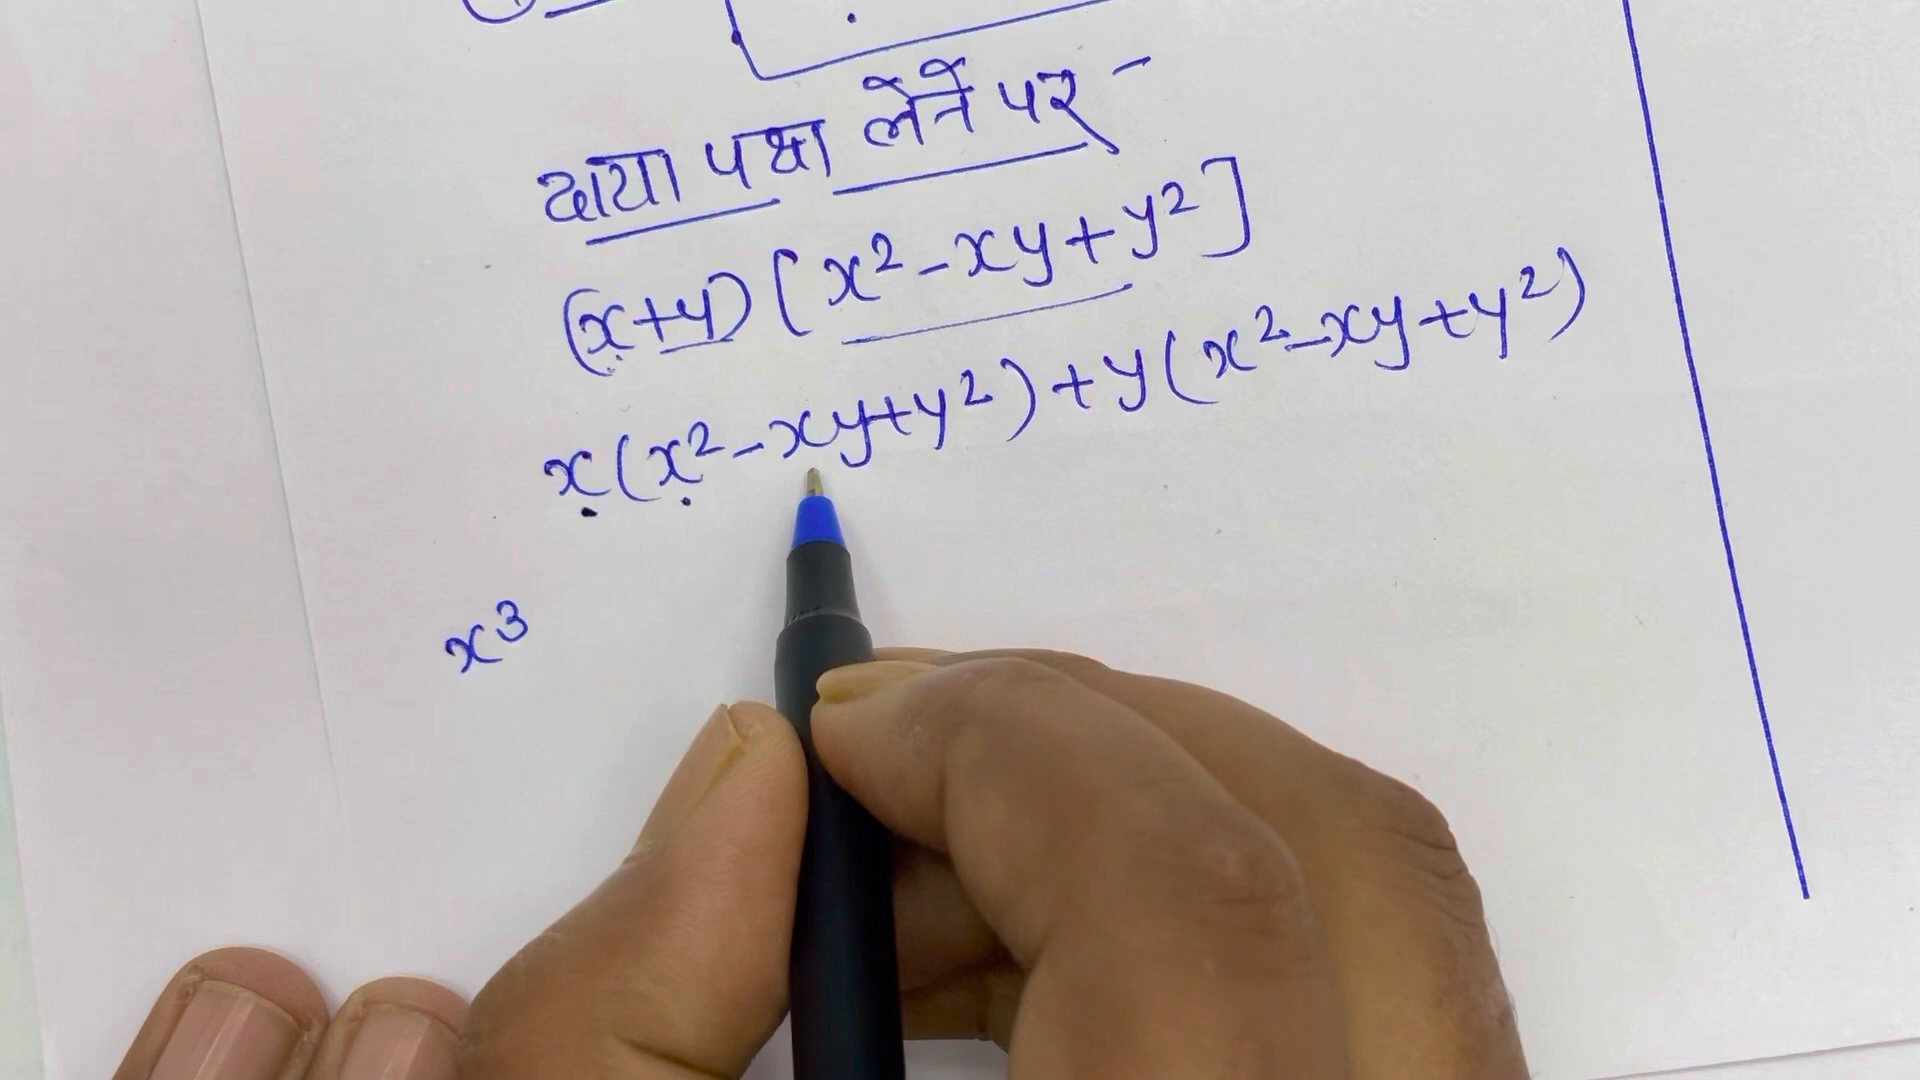 दाया पक्ष लेने पर -
(x+y) [x²-xy+y²]
x(x²-xy+y²)+y(x²-xy+y²)
x³